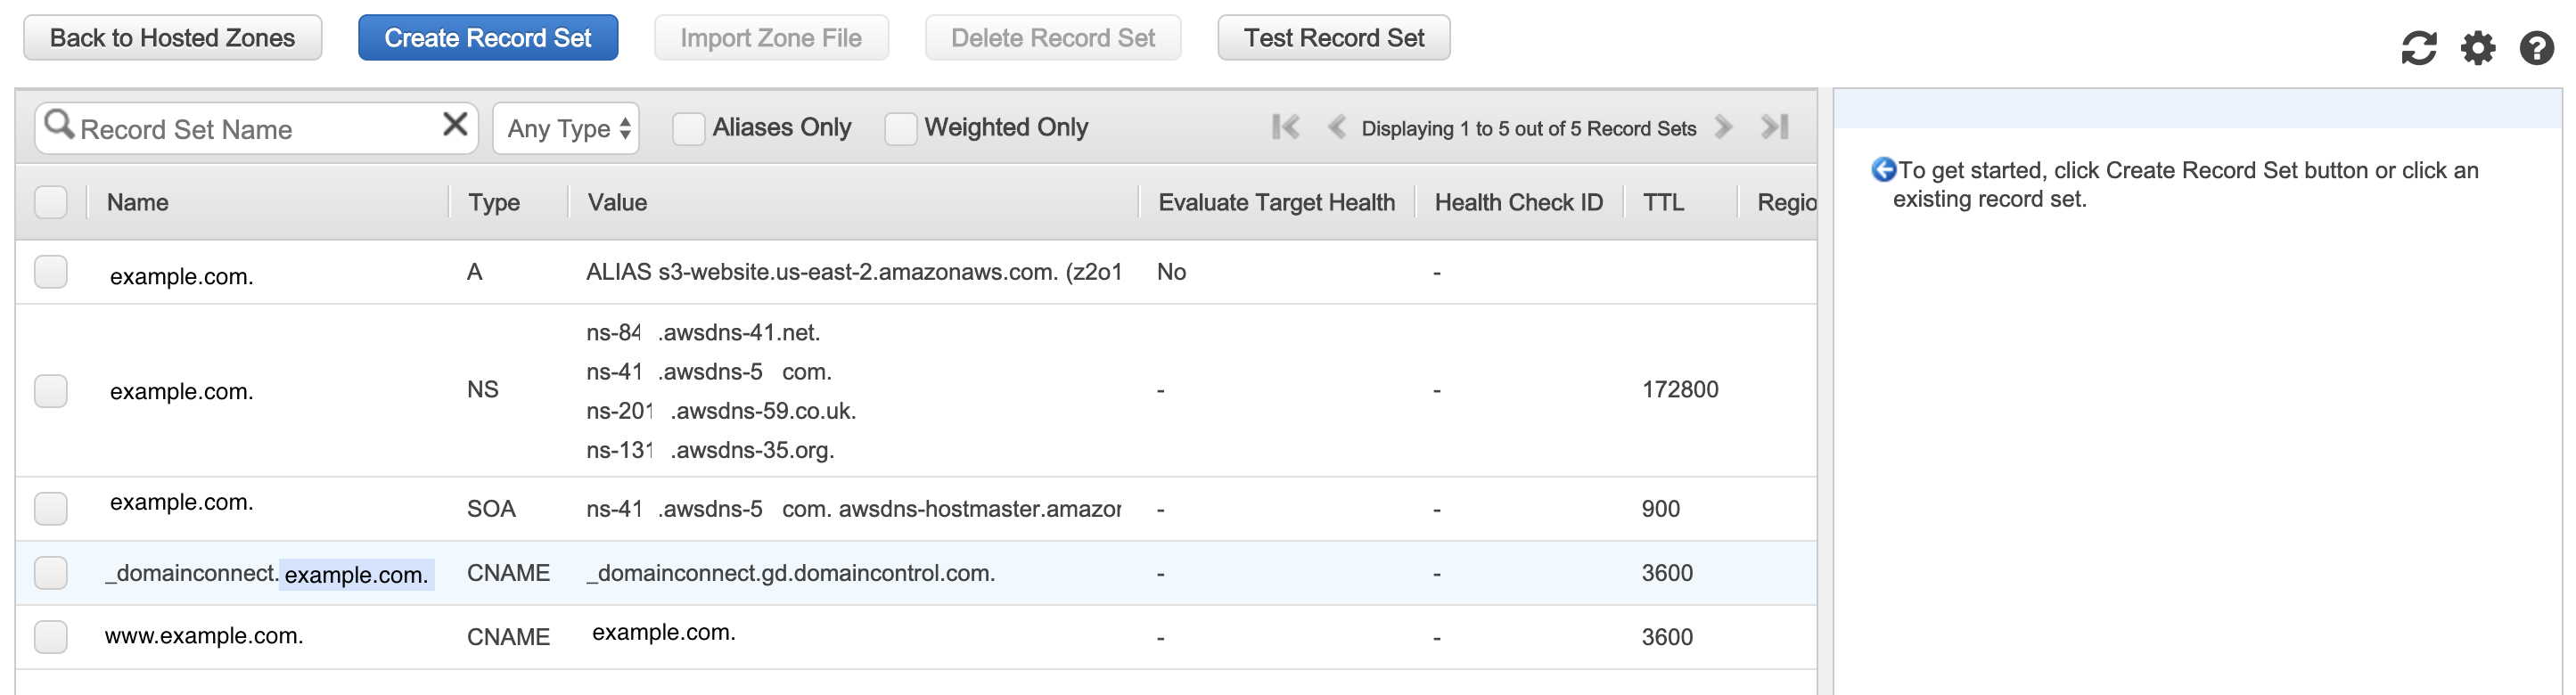 Back to Hosted Zones Create Record Set Import Zone File Delete Record Set Test Record Set
Record Set Name Any Type Aliases Only Weighted Only Displaying 1 to 5 out of 5 Record Sets
Name Type Value Evaluate Target Health Health Check ID TTL Regio
example.com. A ALIAS s3-website.us-east-2.amazonaws.com. (z2o1 No -
example.com. NS ns-84 .awsdns-41.net. - - 172800
ns-41 .awsdns-5 com.
ns-201 .awsdns-59.co.uk.
ns-131 .awsdns-35.org.
example.com. SOA ns-41 .awsdns-5 com. awsdns-hostmaster.amazon - - 900
_domainconnect.example.com. CNAME _domainconnect.gd.domaincontrol.com. - - 3600
www.example.com. CNAME example.com. - - 3600
To get started, click Create Record Set button or click an
existing record set.